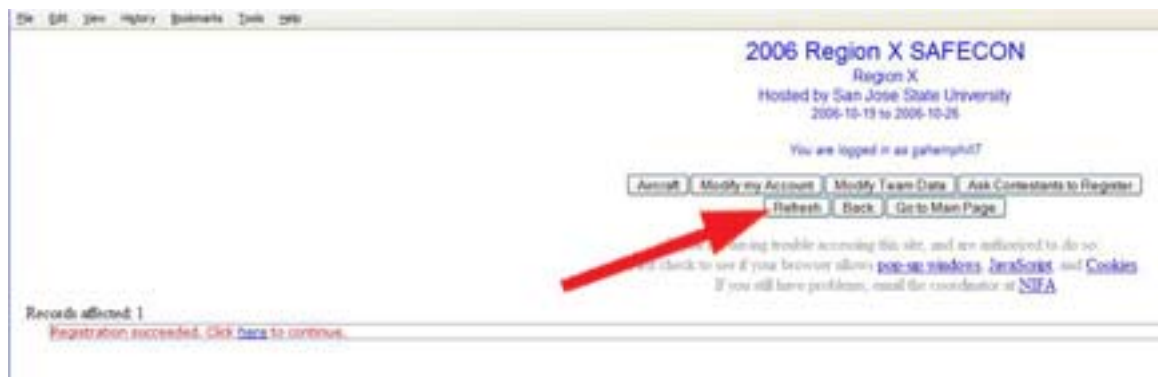 File Edit View History Bookmarks Tools Help
2006 Region X SAFECON
Region X
Hosted by San Jose State University
2006-10-19 to 2006-10-26
You are logged in as
Aircraft Modify my Account Modify Team Data Ask Contestants to Register
Refresh Back Go to Main Page
having trouble accessing this site, and are authorized to do so
check to see if your browser allows pop-up windows, JavaScript, and Cookies
If you still have problems, email the coordinator at NIFA
Records affected: 1
Registration succeeded. Click here to continue.